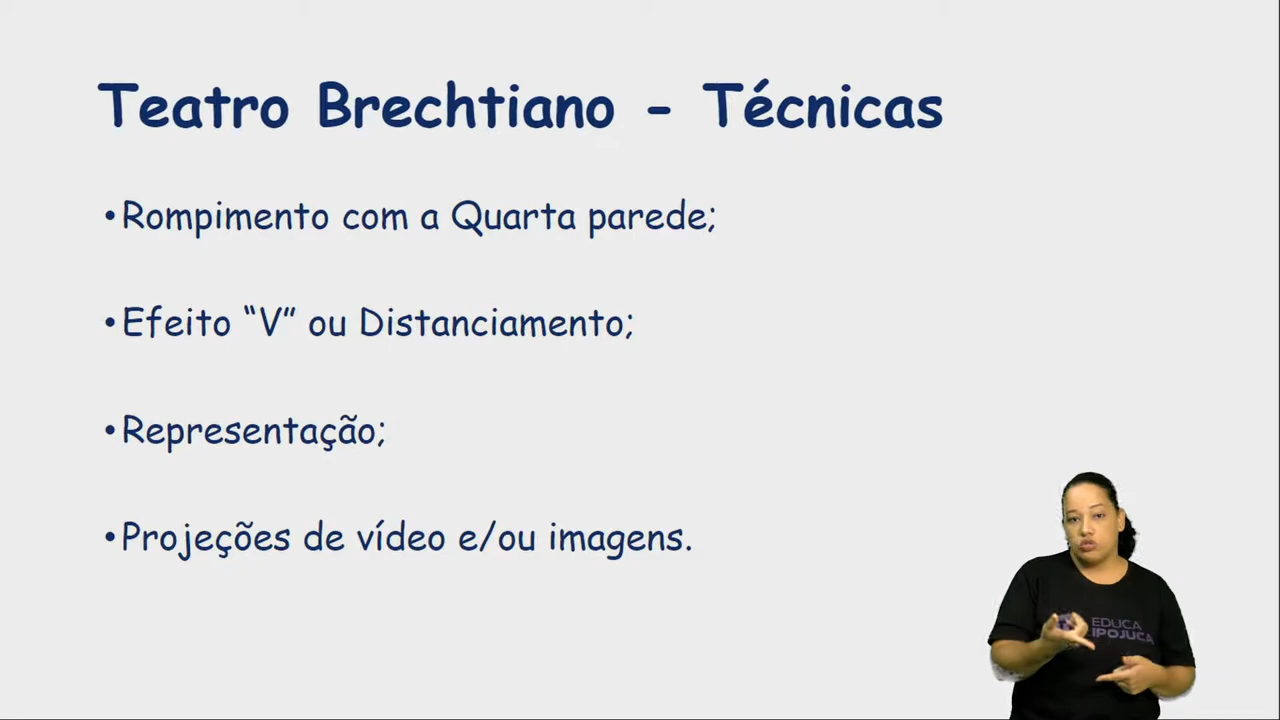 Teatro Brechtiano - Técnicas
•Rompimento com a Quarta parede;
•Efeito “V” ou Distanciamento;
•Representação;
•Projeções de vídeo e/ou imagens.
EDUCA
IPOJUCA